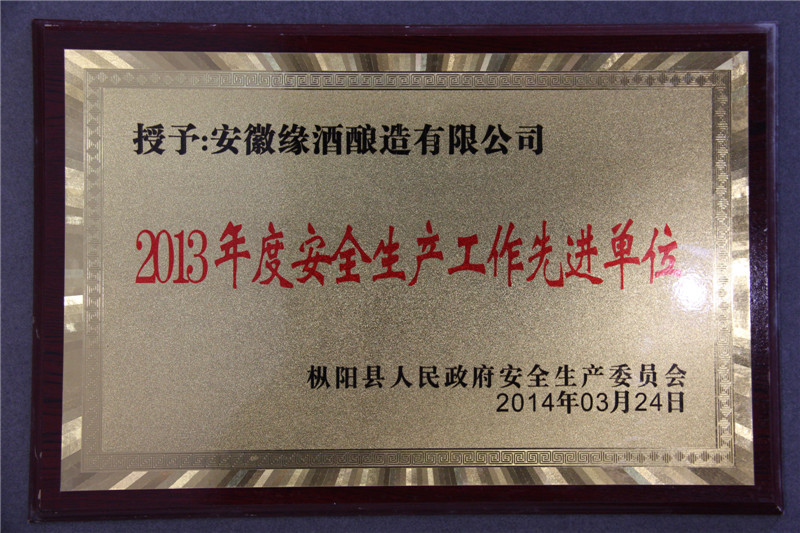 授予:安徽缘酒酿造有限公司
2013年度安全生产工作先进单位
枞阳县人民政府安全生产委员会
2014年03月24日